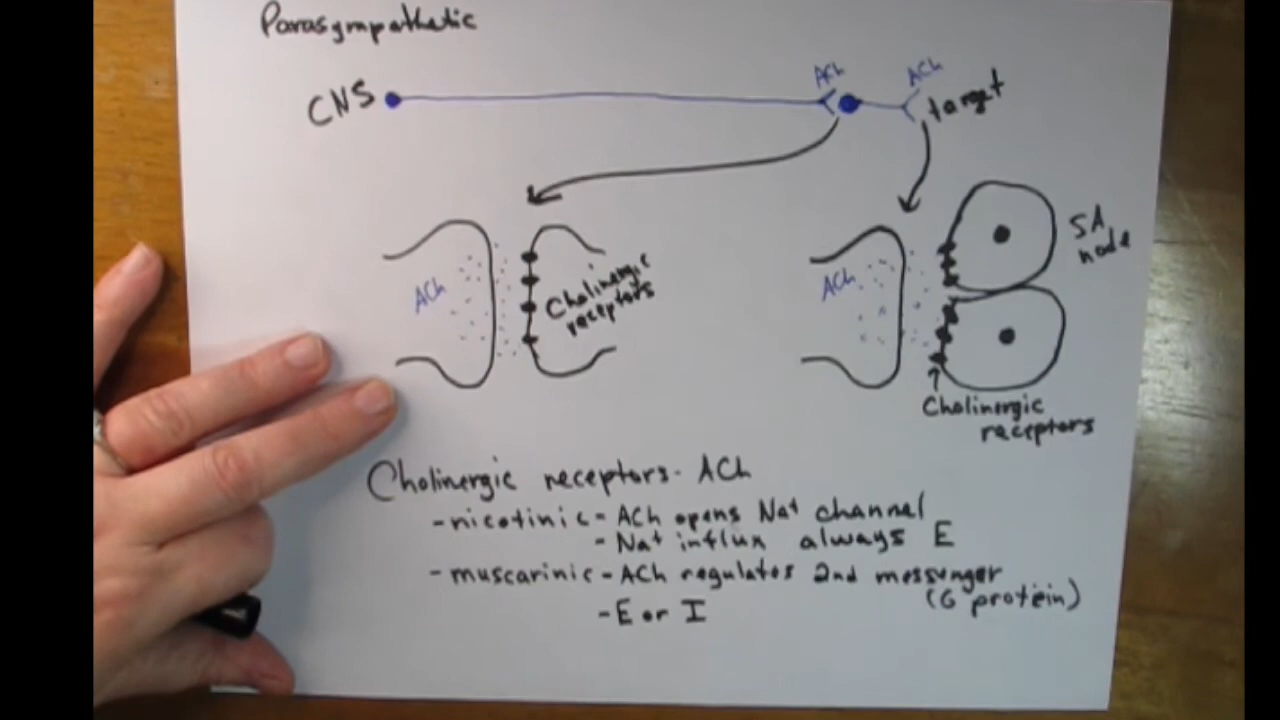 Parasympathetic
CNS
ACh
ACh
target
ACh
Cholinergic
receptors
ACh
SA
node
Cholinergic
receptors
Cholinergic receptors - ACh
- nicotinic - ACh opens Na+ channel
- Na+ influx always E
- muscarinic - ACh regulates 2nd messenger
(G protein)
- E or I